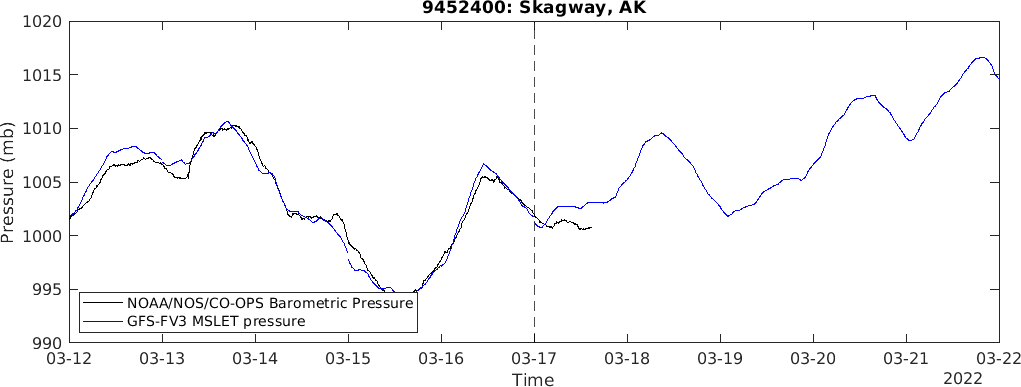 9452400: Skagway, AK
1020
1015
1010
1005
1000
995
990
Pressure (mb)
NOAA/NOS/CO-OPS Barometric Pressure
GFS-FV3 MSLET pressure
03-12 03-13 03-14 03-15 03-16 03-17 03-18 03-19 03-20 03-21 03-22
Time
2022